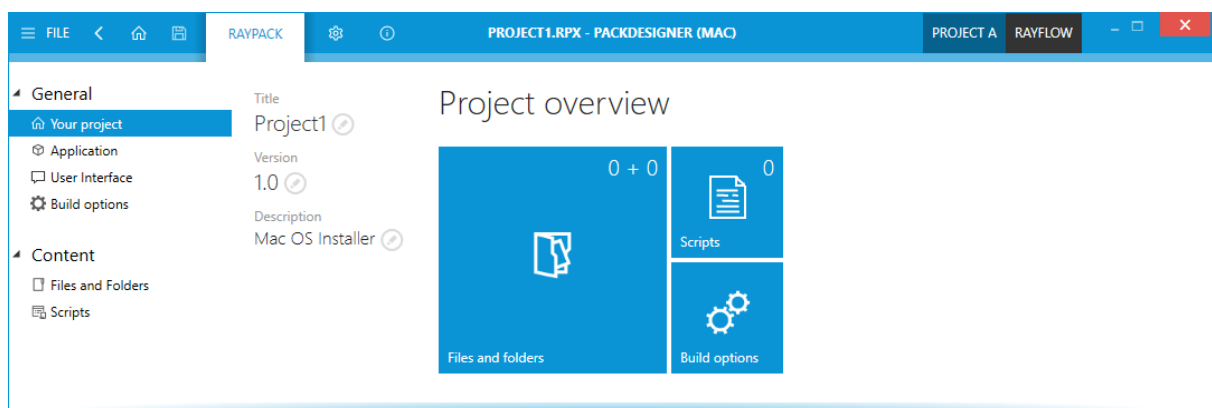 FILE
RAYPACK
PROJECT1.RPX - PACKDESIGNER (MAC)
PROJECT A
RAYFLOW
General
Your project
Application
User Interface
Build options
Content
Files and Folders
Scripts
Title
Project1
Version
1.0
Description
Mac OS Installer
Project overview
0 + 0
Files and folders
0
Scripts
Build options